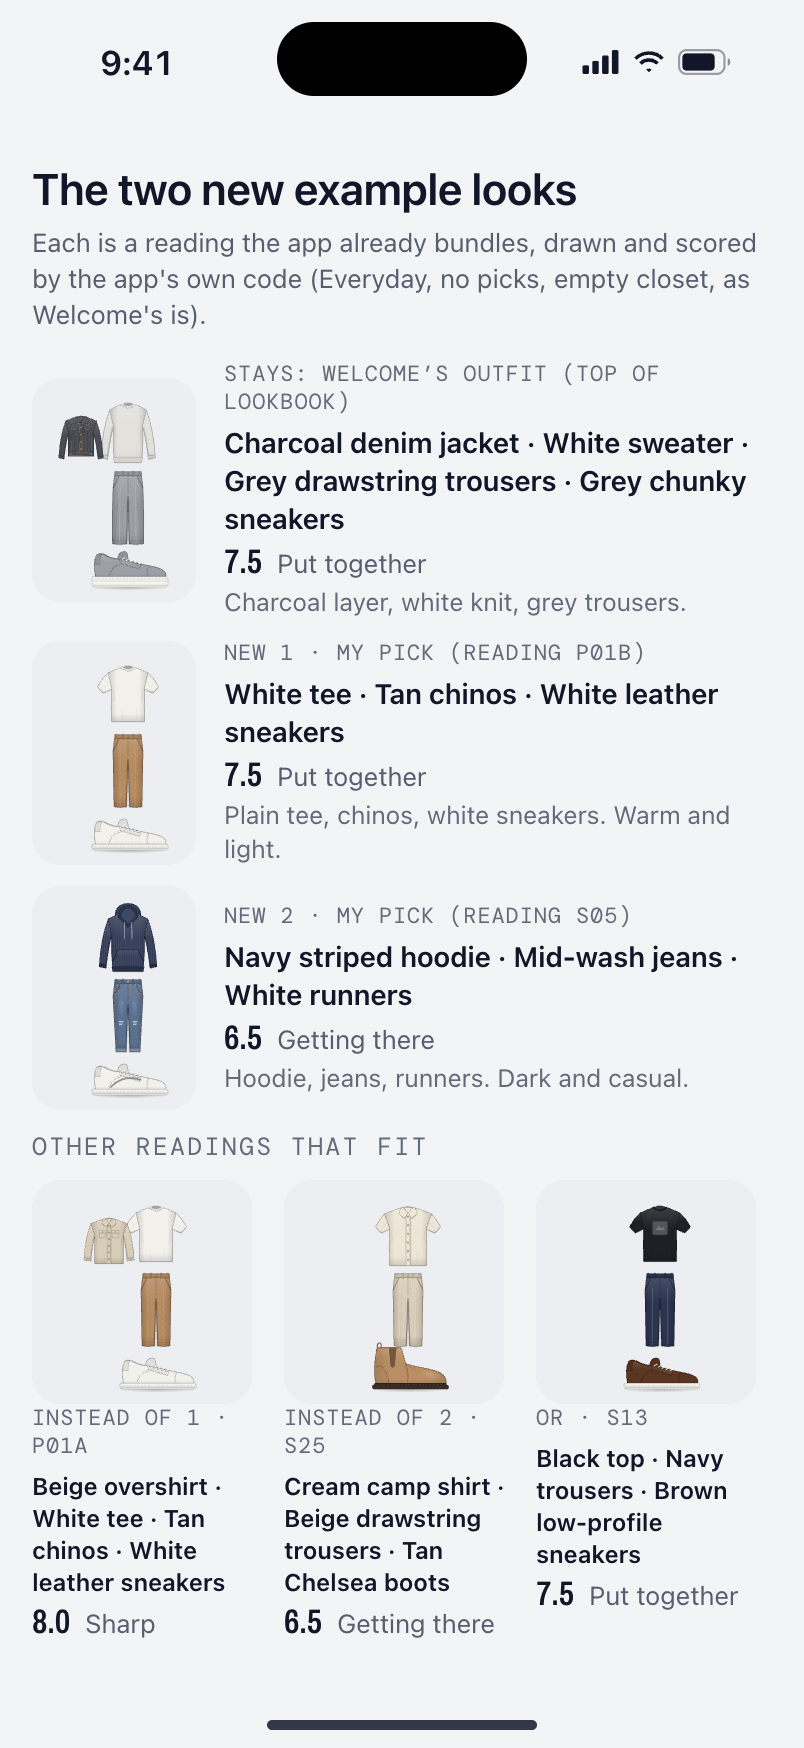 9:41
The two new example looks
Each is a reading the app already bundles, drawn and scored
by the app's own code (Everyday, no picks, empty closet, as
Welcome's is).
STAYS: WELCOME’S OUTFIT (TOP OF
LOOKBOOK)
Charcoal denim jacket · White sweater ·
Grey drawstring trousers · Grey chunky
sneakers
7.5 Put together
Charcoal layer, white knit, grey trousers.
NEW 1 · MY PICK (READING P01B)
White tee · Tan chinos · White leather
sneakers
7.5 Put together
Plain tee, chinos, white sneakers. Warm and
light.
NEW 2 · MY PICK (READING S05)
Navy striped hoodie · Mid-wash jeans ·
White runners
6.5 Getting there
Hoodie, jeans, runners. Dark and casual.
OTHER READINGS THAT FIT
INSTEAD OF 1 ·
P01A
Beige overshirt ·
White tee · Tan
chinos · White
leather sneakers
8.0 Sharp
INSTEAD OF 2 ·
S25
Cream camp shirt ·
Beige drawstring
trousers · Tan
Chelsea boots
6.5 Getting there
OR · S13
Black top · Navy
trousers · Brown
low-profile
sneakers
7.5 Put together